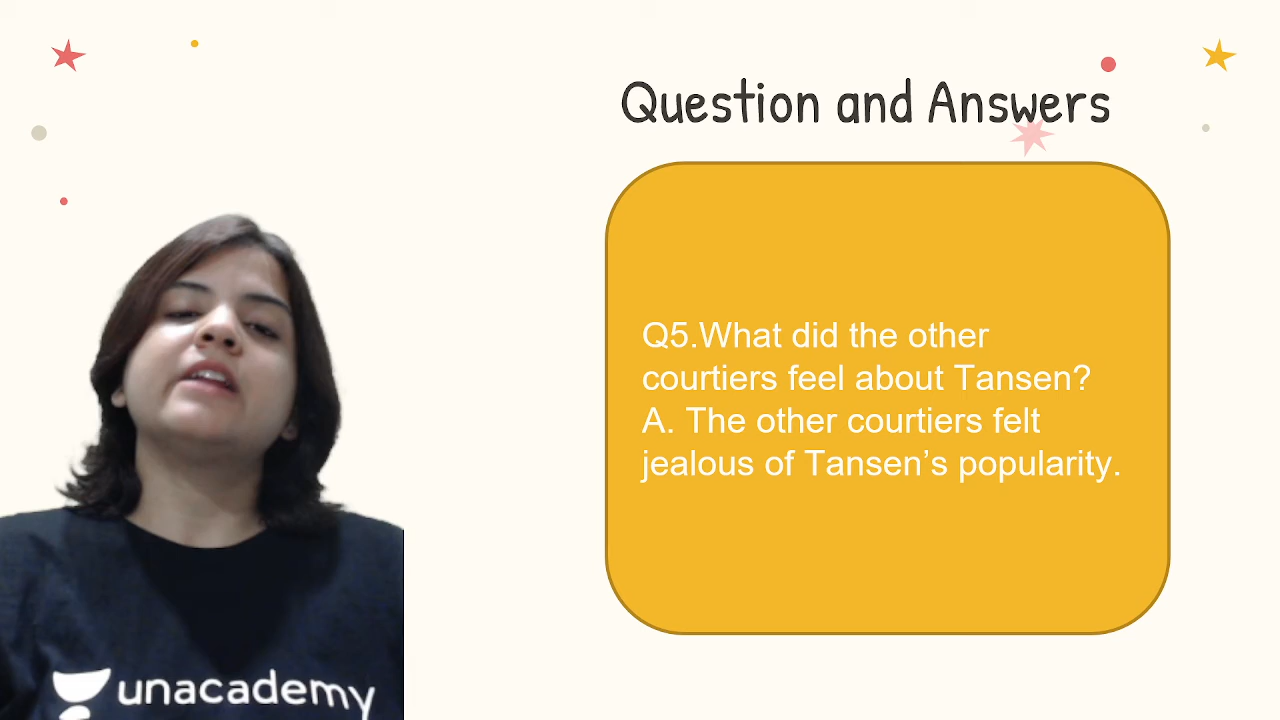 Question and Answers
Q5.What did the other
courtiers feel about Tansen?
A. The other courtiers felt
jealous of Tansen’s popularity.
unacademy